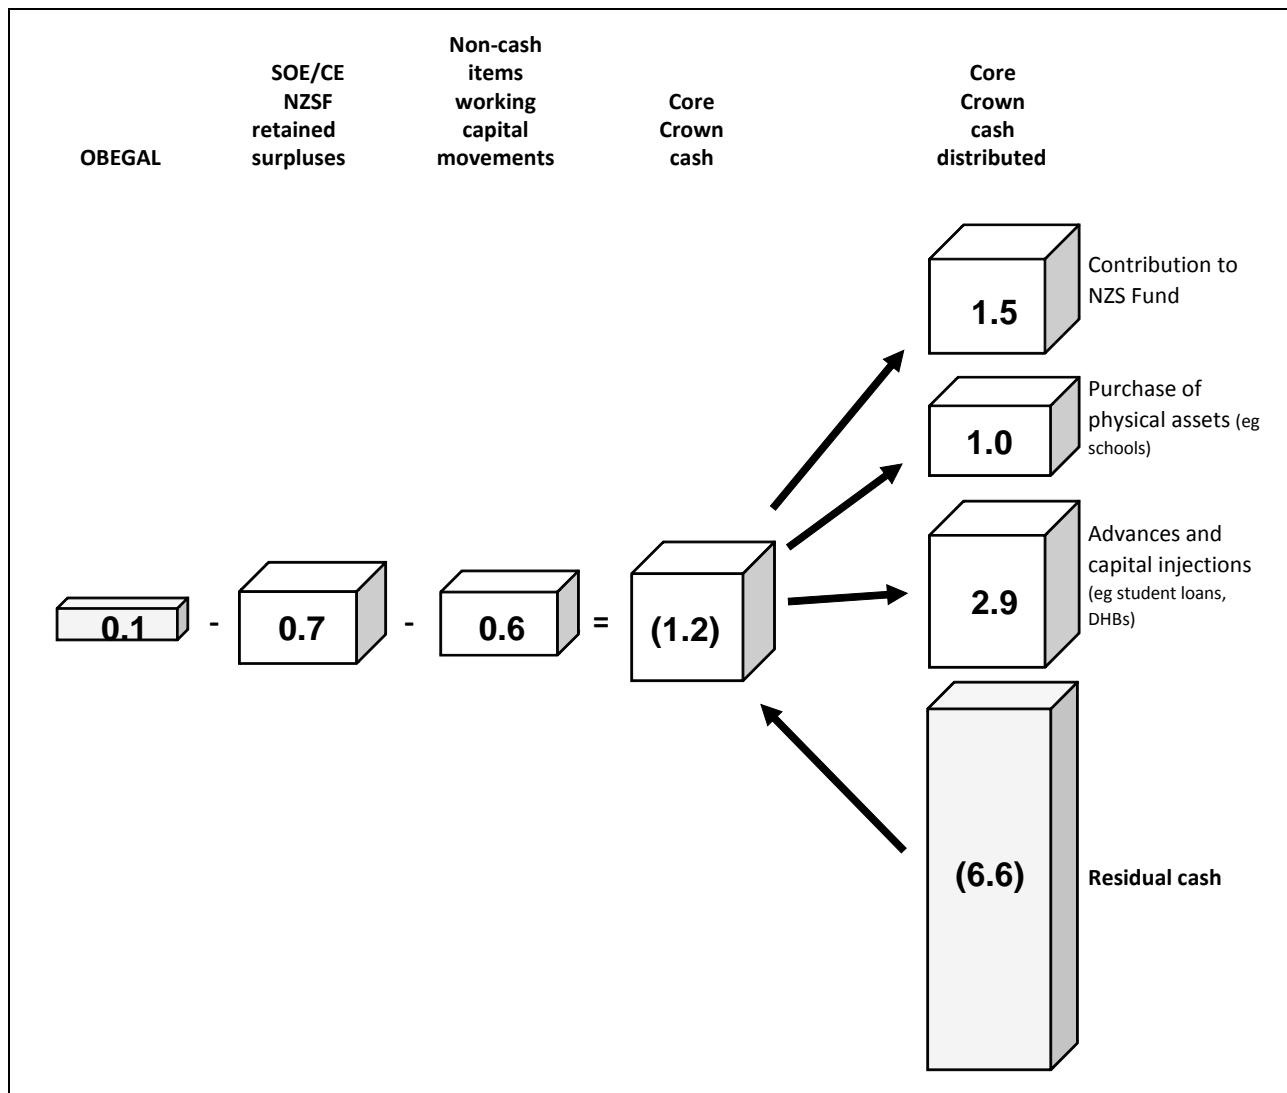 OBEGAL
SOE/CE
NZSF
retained
surpluses
Non-cash
items
working
capital
movements
Core
Crown
cash
Core
Crown
cash
distributed
1.5
Contribution to
NZS Fund
1.0
Purchase of
physical assets (eg
schools)
2.9
Advances and
capital injections
(eg student loans,
DHBs)
0.1 - 0.7 - 0.6 = (1.2)
(6.6)
Residual cash